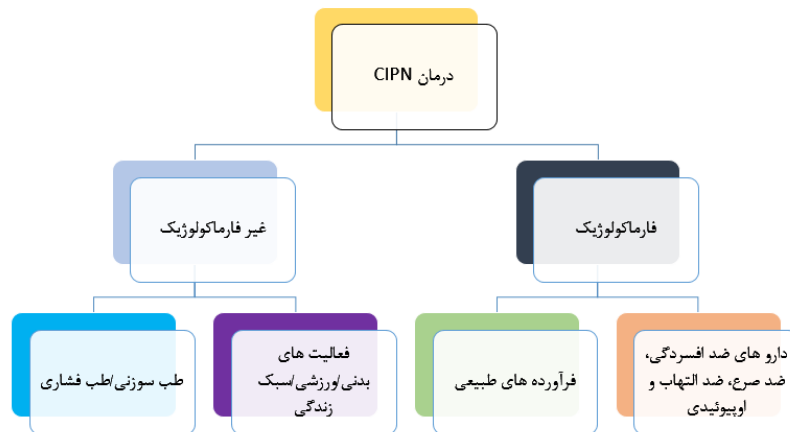 درمان CIPN
فارماکولوژیک
غیر فارماکولوژیک
دارو های ضد افسردگی،
ضد صرع، ضد التهاب و
اوپیوئیدی
فرآورده های طبیعی
فعالیت های
بدنی/ورزشی/سبک
زندگی
طب سوزنی/طب فشاری